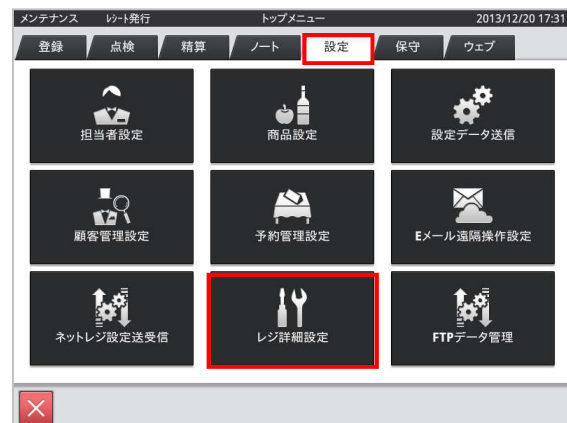 メンテナンス ﾚｼｰﾄ発行 トップメニュー 2013/12/20 17:31
登録 点検 精算 ノート 設定 保守 ウェブ
担当者設定 商品設定 設定データ送信
顧客管理設定 予約管理設定 Eメール遠隔操作設定
ネットレジ設定送受信 レジ詳細設定 FTPデータ管理